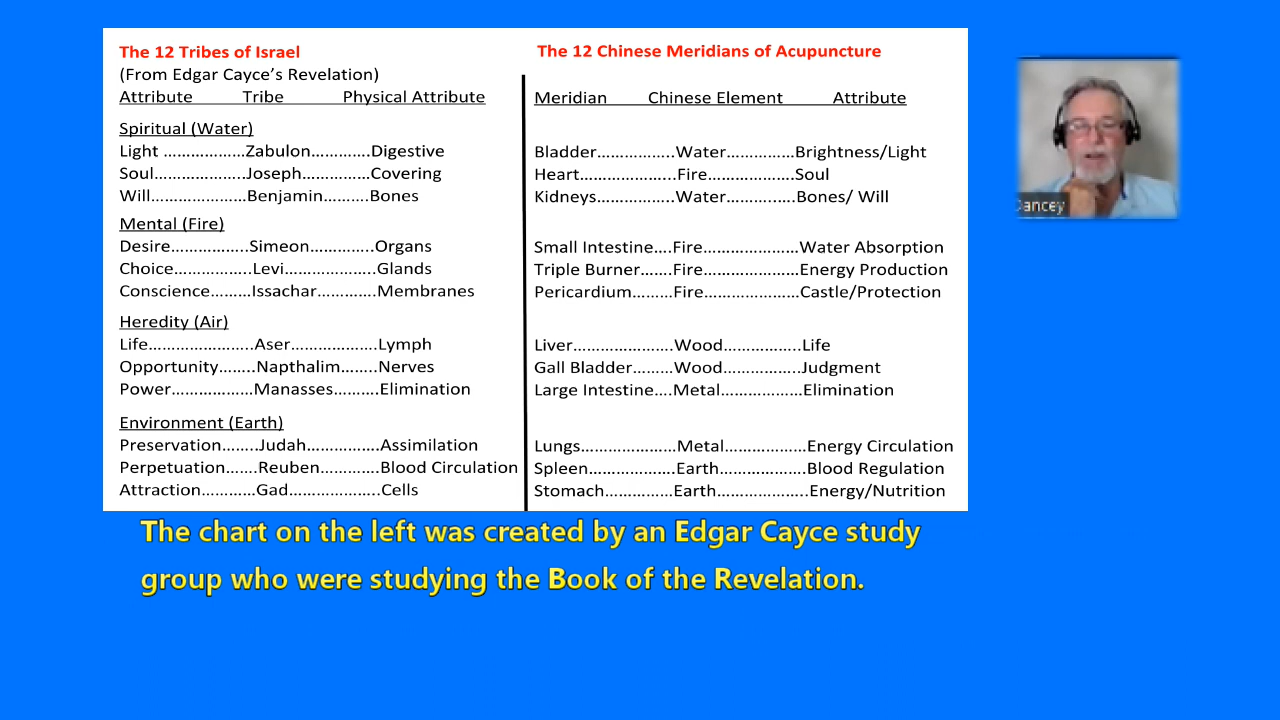 The 12 Tribes of Israel
(From Edgar Cayce's Revelation)
Attribute Tribe Physical Attribute
Spiritual (Water)
Light ..................Zabulon............Digestive
Soul....................Joseph..............Covering
Will.....................Benjamin.........Bones
Mental (Fire)
Desire.................Simeon.............Organs
Choice.................Levi....................Glands
Conscience.........Issachar.............Membranes
Heredity (Air)
Life.......................Aser...................Lymph
Opportunity........Napthalim........Nerves
Power..................Manasses..........Elimination
Environment (Earth)
Preservation........Judah................Assimilation
Perpetuation.......Reuben.............Blood Circulation
Attraction............Gad....................Cells
The 12 Chinese Meridians of Acupuncture
Meridian Chinese Element Attribute
Bladder.................Water...............Brightness/Light
Heart.....................Fire...................Soul
Kidneys.................Water...............Bones/ Will
Small Intestine....Fire.....................Water Absorption
Triple Burner.......Fire.....................Energy Production
Pericardium.........Fire.....................Castle/Protection
Liver......................Wood.................Life
Gall Bladder.........Wood.................Judgment
Large Intestine....Metal..................Elimination
Lungs.....................Metal..................Energy Circulation
Spleen...................Earth...................Blood Regulation
Stomach...............Earth...................Energy/Nutrition
Dancey
The chart on the left was created by an Edgar Cayce study
group who were studying the Book of the Revelation.